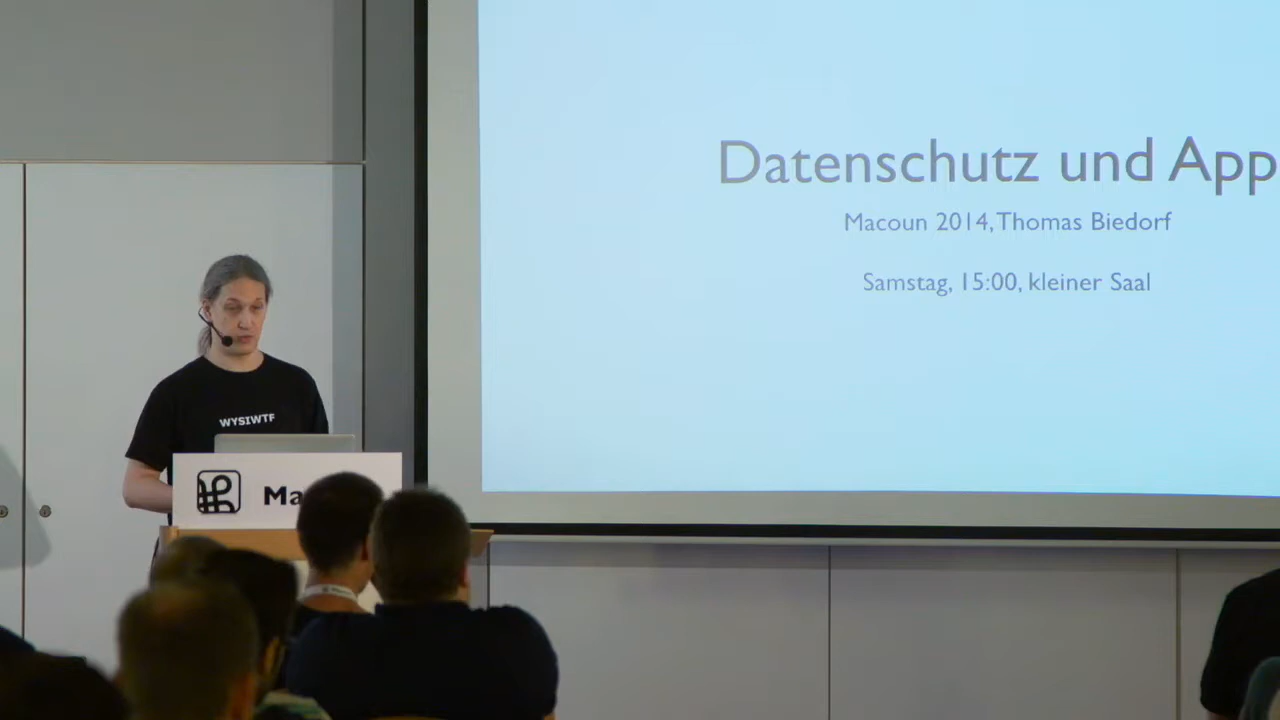 Datenschutz und App
Macoun 2014, Thomas Biedorf
Samstag, 15:00, kleiner Saal
WYSIWTF
Ma